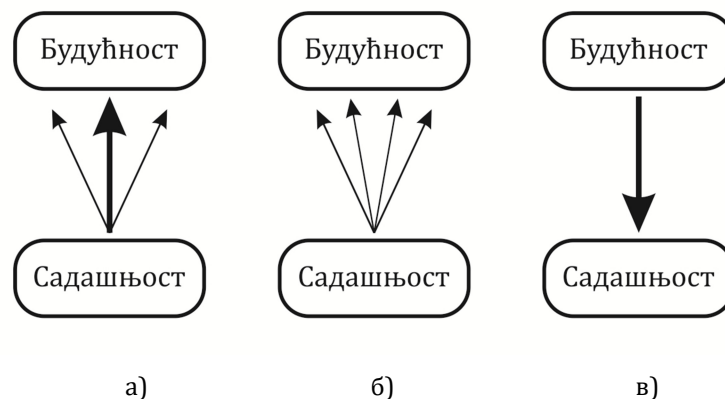 Будућност Будућност Будућност
Садашњост Садашњост Садашњост
а) б) в)